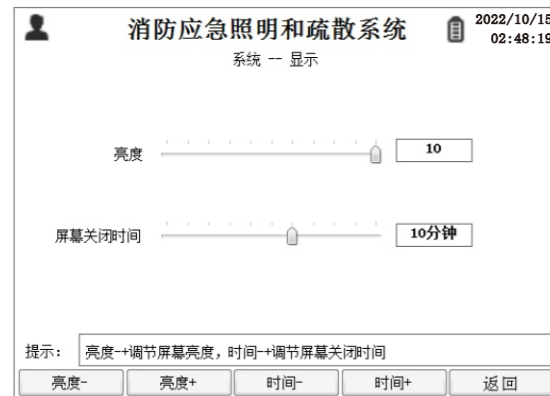 消防应急照明和疏散系统
2022/10/15
02:48:19
系统 -- 显示
亮度
10
屏幕关闭时间
10分钟
提示：
亮度-+调节屏幕亮度，时间-+调节屏幕关闭时间
亮度-
亮度+
时间-
时间+
返回